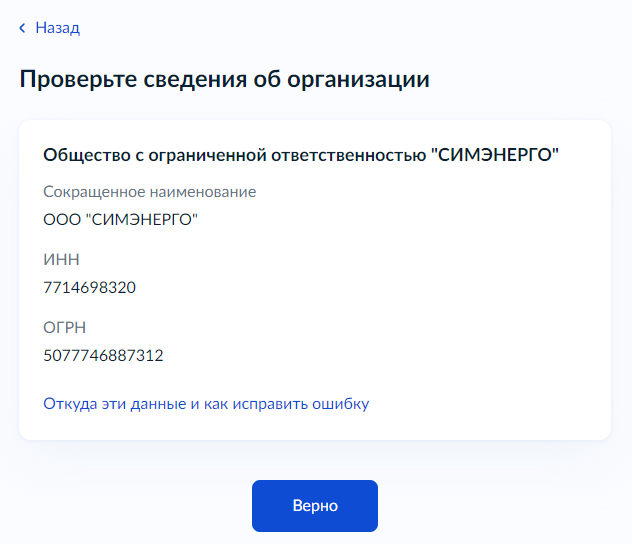 Назад
Проверьте сведения об организации
Общество с ограниченной ответственностью "СИМЭНЕРГО"
Сокращенное наименование
ООО "СИМЭНЕРГО"
ИНН
7714698320
ОГРН
5077746887312
Откуда эти данные и как исправить ошибку
Верно